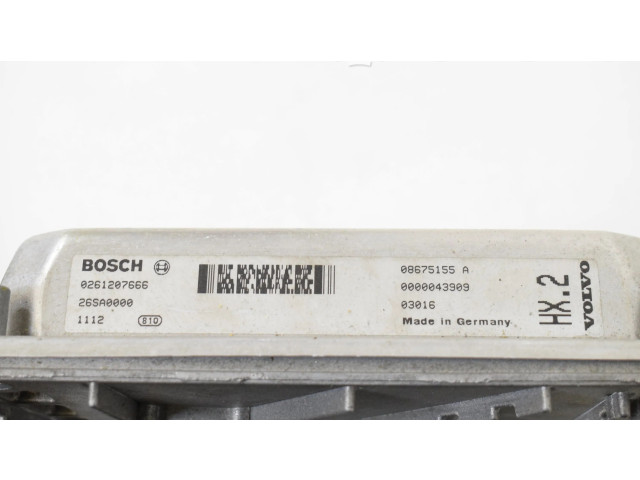 BOSCH
0261207666
26SA0000
1112 810
08675155 A
0000043909
03016
Made in Germany
HX.2
VOLVO